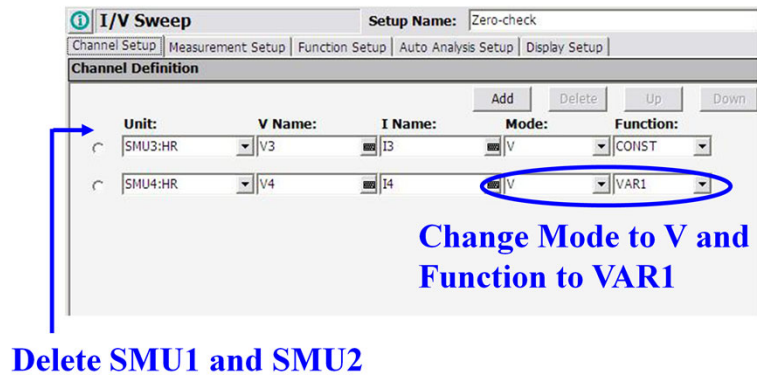 I/V Sweep Setup Name: Zero-check
Channel Setup Measurement Setup Function Setup Auto Analysis Setup Display Setup
Channel Definition
Add Delete Up Down
Unit: V Name: I Name: Mode: Function:
SMU3:HR V3 I3 V CONST
SMU4:HR V4 I4 V VAR1
Change Mode to V and
Function to VAR1
Delete SMU1 and SMU2